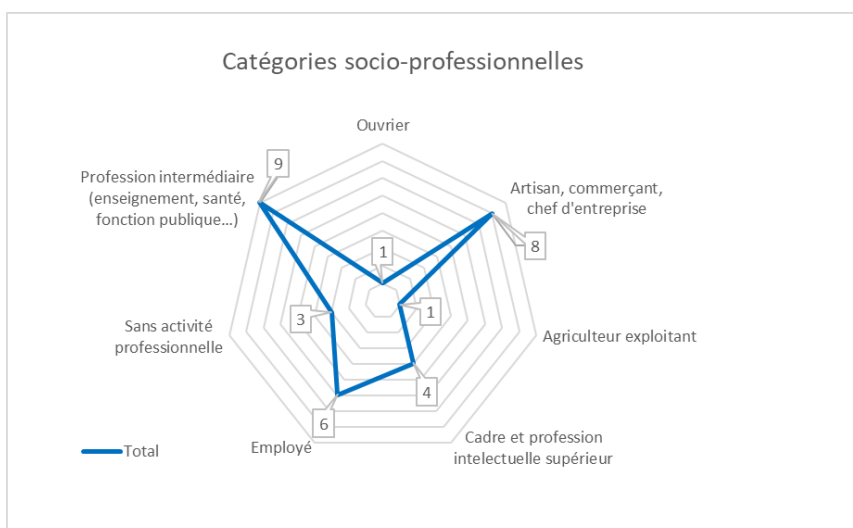 Catégories socio-professionnelles
Ouvrier
9
Profession intermédiaire
(enseignement, santé,
fonction publique...)
Artisan, commerçant,
chef d'entreprise
8
1
1
Sans activité
professionnelle
3
Agriculteur exploitant
4
6
Employé
Cadre et profession
intelectuelle supérieur
Total